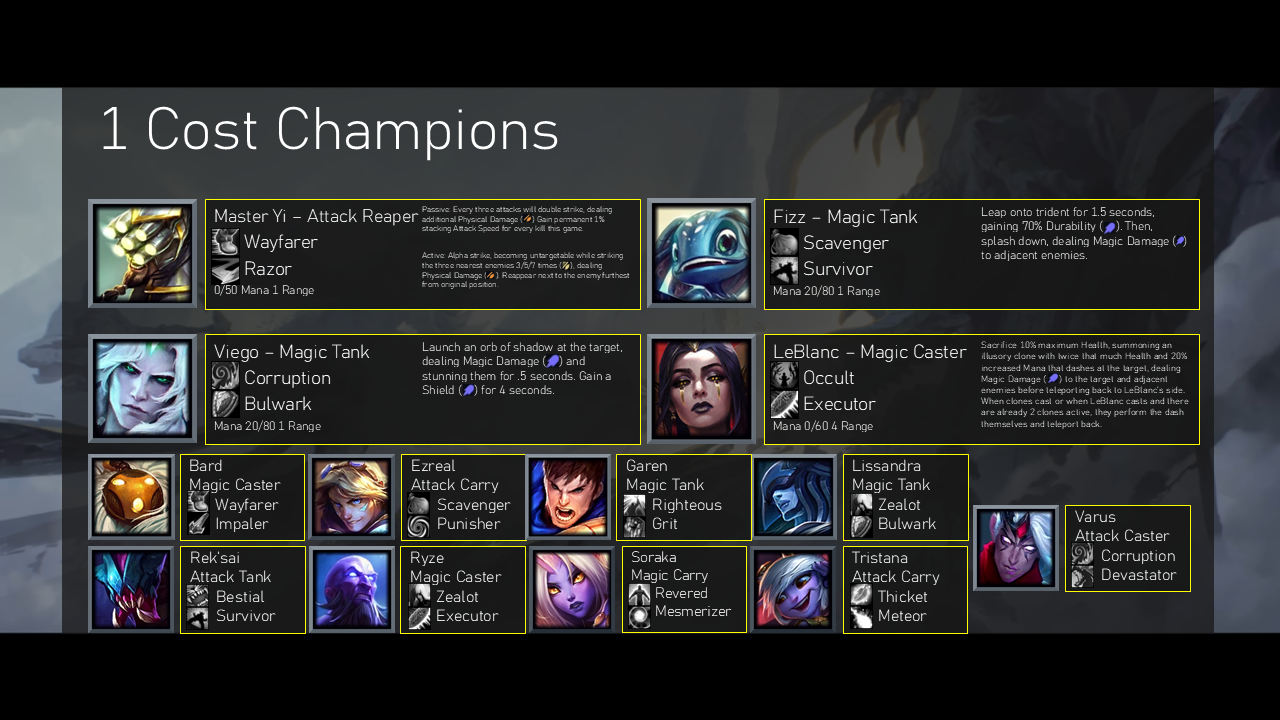 1 Cost Champions
Master Yi – Attack Reaper
Wayfarer
Razor
0/50 Mana 1 Range
Passive: Every three attacks will double strike, dealing
additional Physical Damage ( ) Gain permanent 1%
stacking Attack Speed for every kill this game.
Active: Alpha strike, becoming untargetable while striking
the three nearest enemies 3/5/7 times ( ), dealing
Physical Damage ( ). Reappear next to the enemy furthest
from original position.
Fizz – Magic Tank
Scavenger
Survivor
Mana 20/80 1 Range
Leap onto trident for 1.5 seconds,
gaining 70% Durability ( ). Then,
splash down, dealing Magic Damage ( )
to adjacent enemies.
Viego – Magic Tank
Corruption
Bulwark
Mana 20/80 1 Range
Launch an orb of shadow at the target,
dealing Magic Damage ( ) and
stunning them for .5 seconds. Gain a
Shield ( ) for 4 seconds.
LeBlanc – Magic Caster
Occult
Executor
Mana 0/60 4 Range
Sacrifice 10% maximum Health, summoning an
illusory clone with twice that much Health and 20%
increased Mana that dashes at the target, dealing
Magic Damage ( ) to the target and adjacent
enemies before teleporting back to LeBlanc's side.
When clones cast or when LeBlanc casts and there
are already 2 clones active, they perform the dash
themselves and teleport back.
Bard
Magic Caster
Wayfarer
Impaler
Ezreal
Attack Carry
Scavenger
Punisher
Garen
Magic Tank
Righteous
Grit
Lissandra
Magic Tank
Zealot
Bulwark
Varus
Attack Caster
Corruption
Devastator
Rek'sai
Attack Tank
Bestial
Survivor
Ryze
Magic Caster
Zealot
Executor
Soraka
Magic Carry
Revered
Mesmerizer
Tristana
Attack Carry
Thicket
Meteor